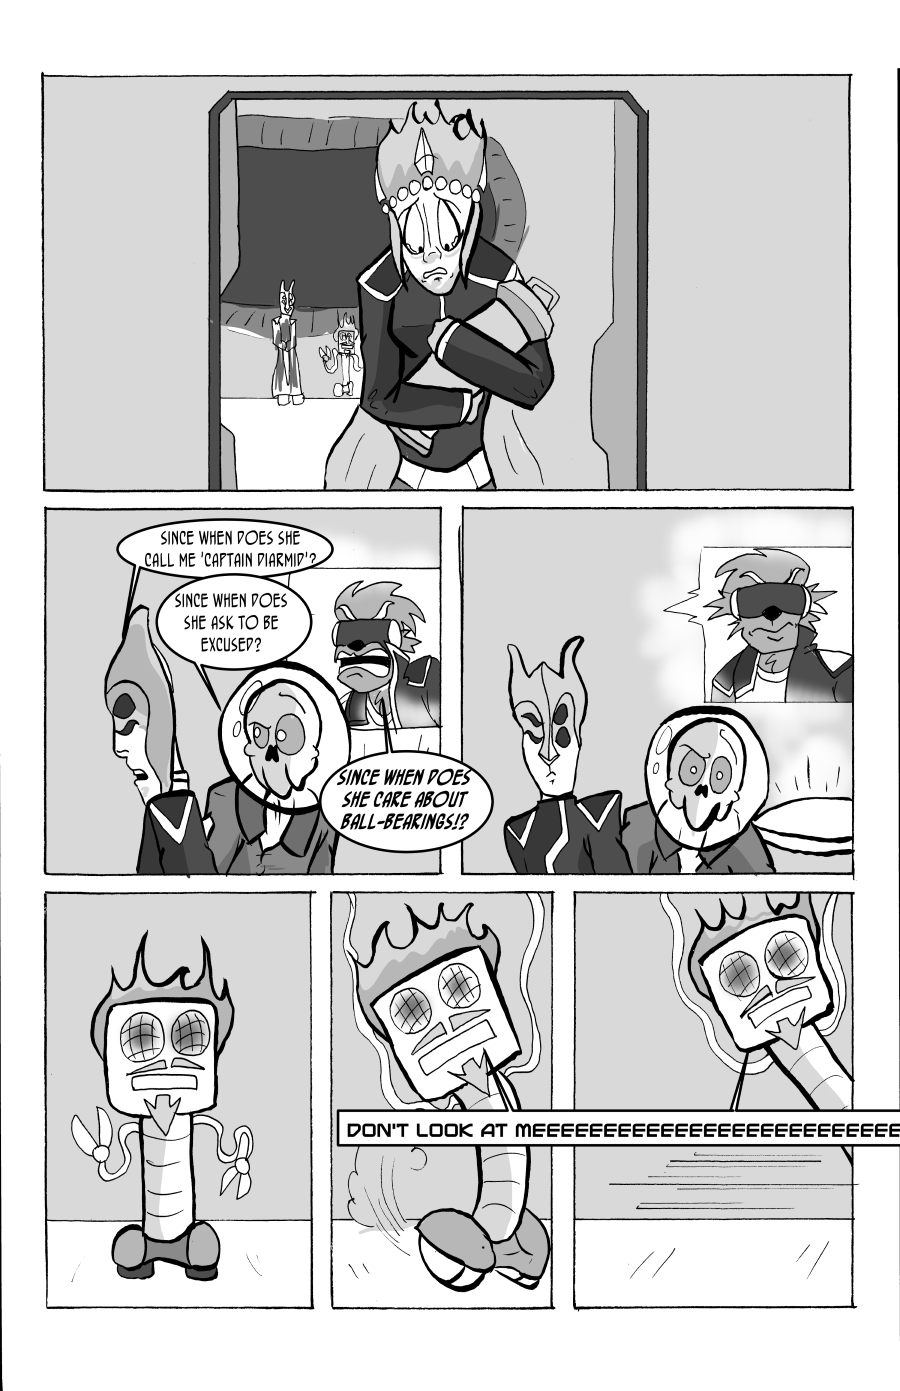 SINCE WHEN DOES SHE
CALL ME 'CAPTAIN DIARMID'?
SINCE WHEN DOES
SHE ASK TO BE
EXCUSED?
SINCE WHEN DOES
SHE CARE ABOUT
BALL-BEARINGS!?
DON'T LOOK AT MEEEEEEEEEEEEEEEEEEEEEEEEEEE